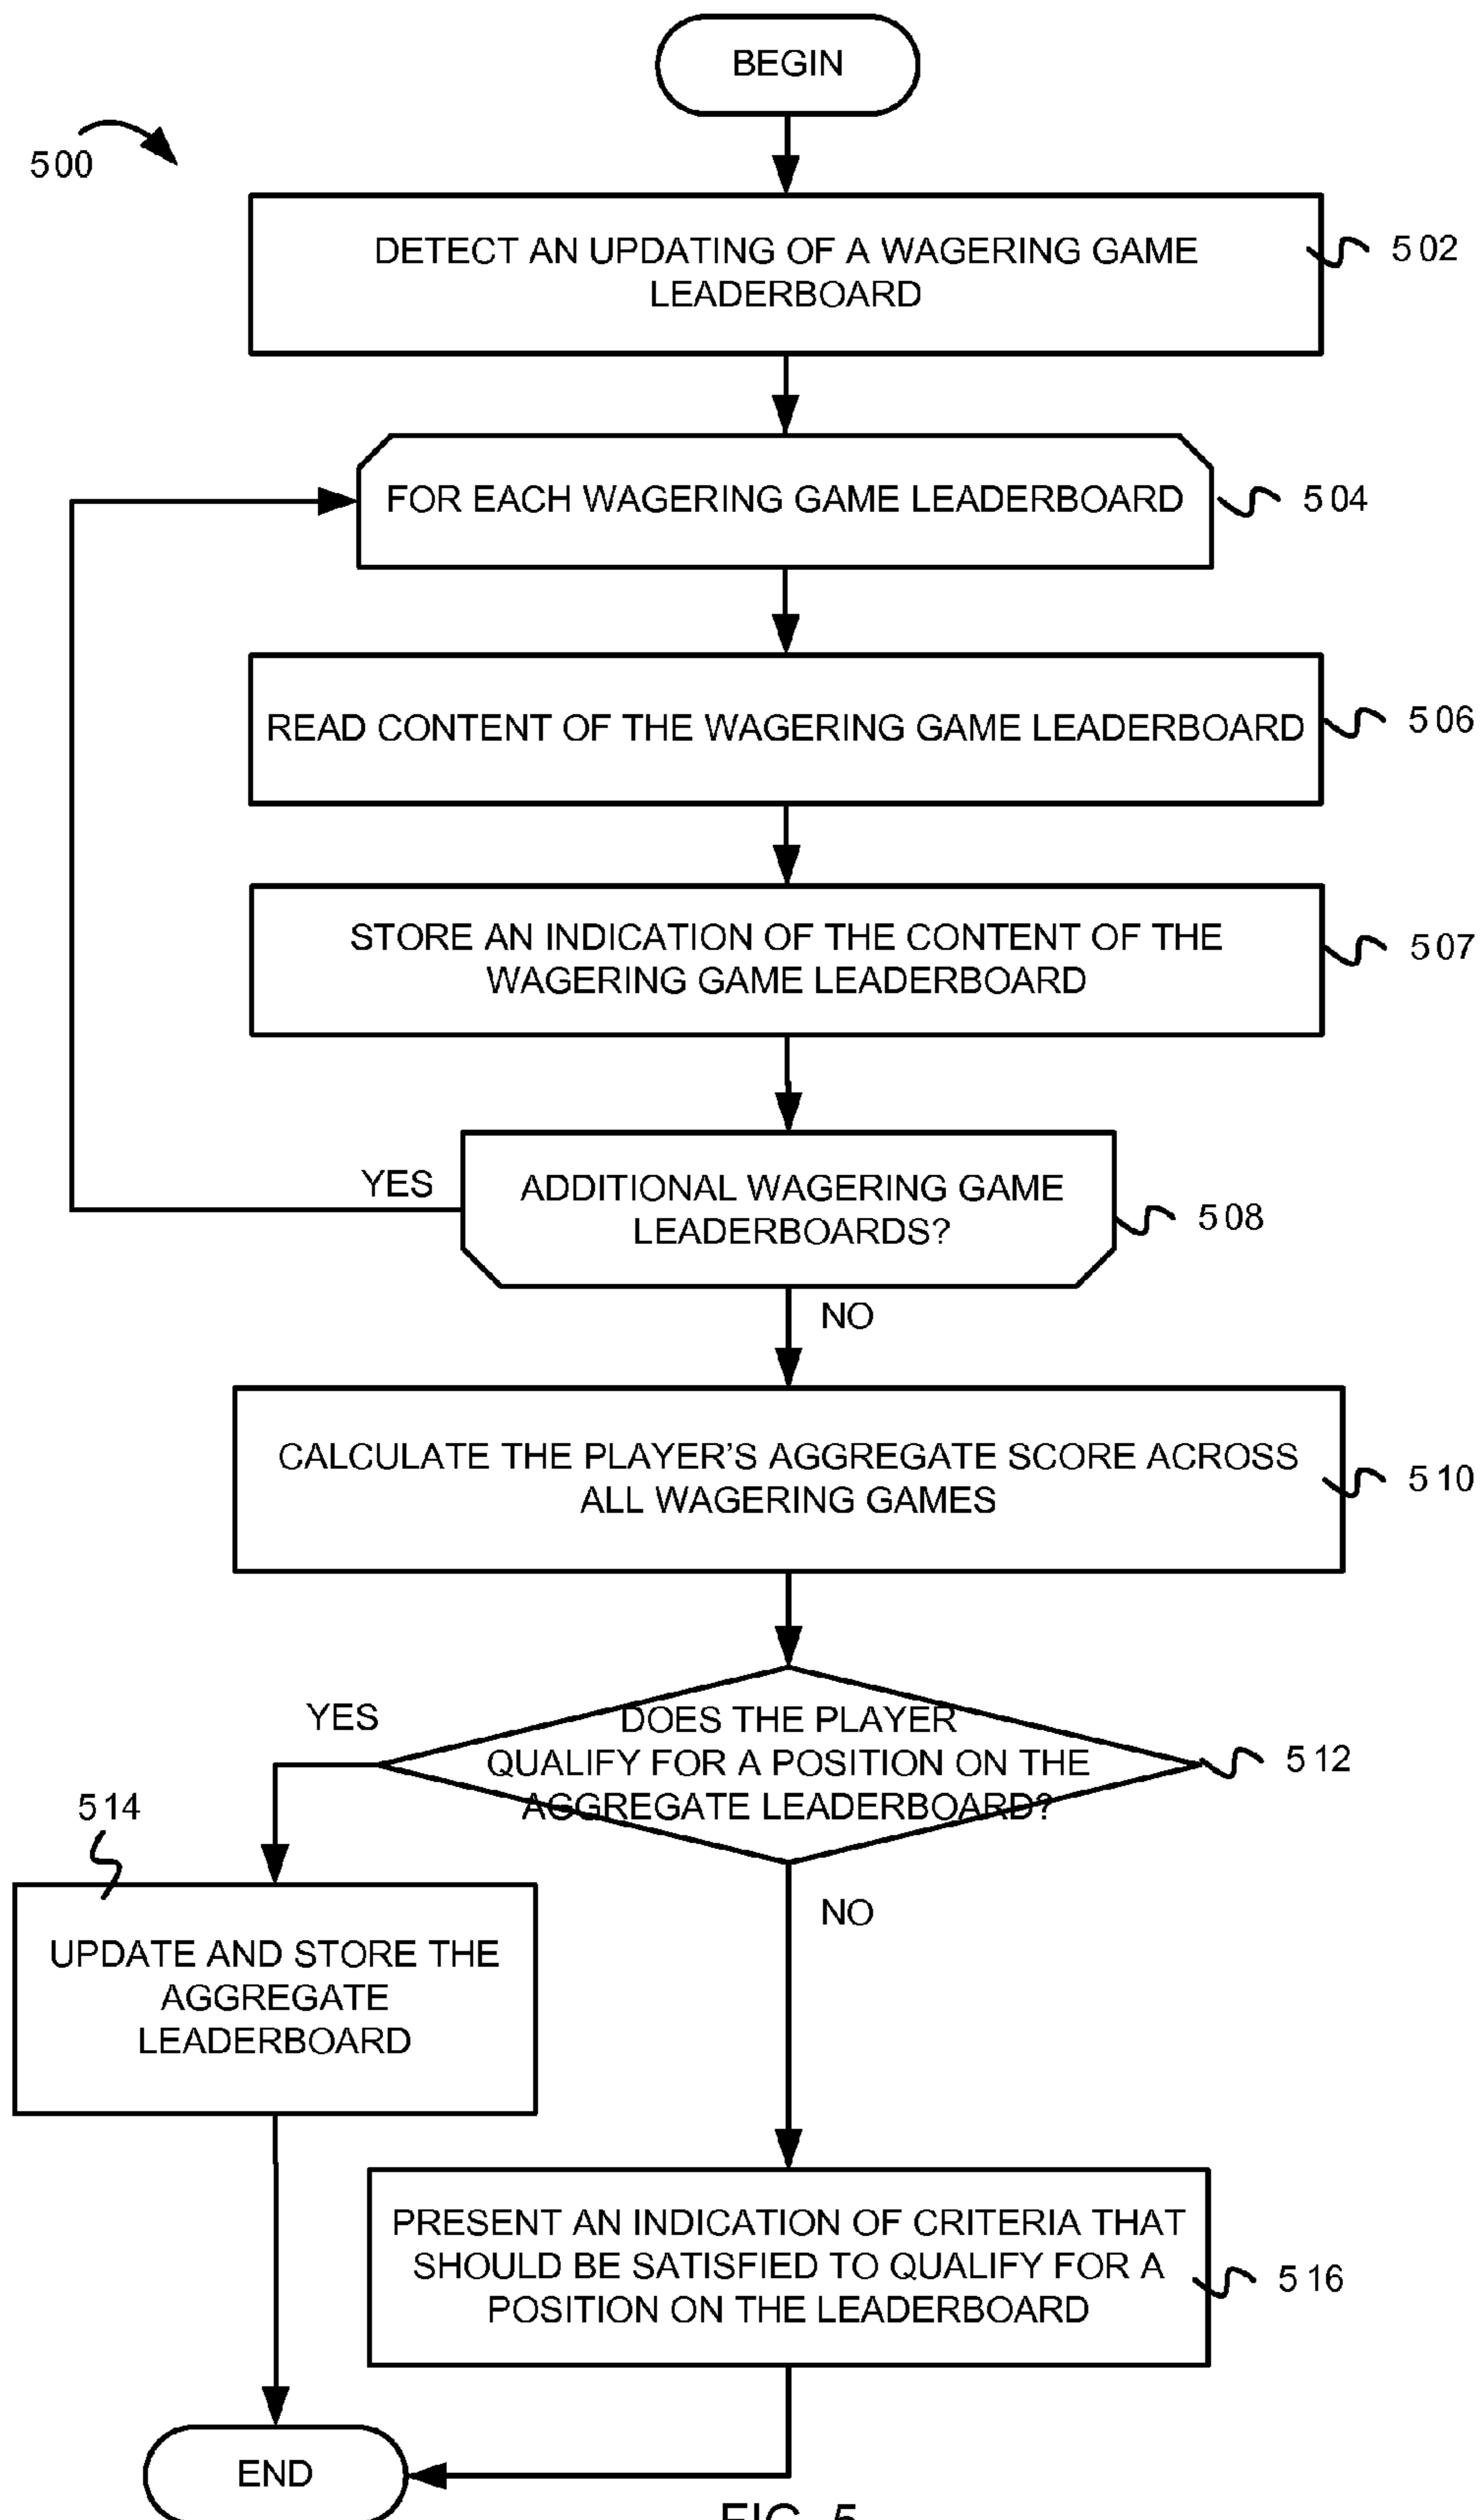 BEGIN
500
DETECT AN UPDATING OF A WAGERING GAME
LEADERBOARD
502
FOR EACH WAGERING GAME LEADERBOARD
504
READ CONTENT OF THE WAGERING GAME LEADERBOARD
506
STORE AN INDICATION OF THE CONTENT OF THE
WAGERING GAME LEADERBOARD
507
YES
ADDITIONAL WAGERING GAME
LEADERBOARDS?
508
NO
CALCULATE THE PLAYER'S AGGREGATE SCORE ACROSS
ALL WAGERING GAMES
510
YES
DOES THE PLAYER
QUALIFY FOR A POSITION ON THE
AGGREGATE LEADERBOARD?
512
514
NO
UPDATE AND STORE THE
AGGREGATE
LEADERBOARD
PRESENT AN INDICATION OF CRITERIA THAT
SHOULD BE SATISFIED TO QUALIFY FOR A
POSITION ON THE LEADERBOARD
516
END
FIG. 5